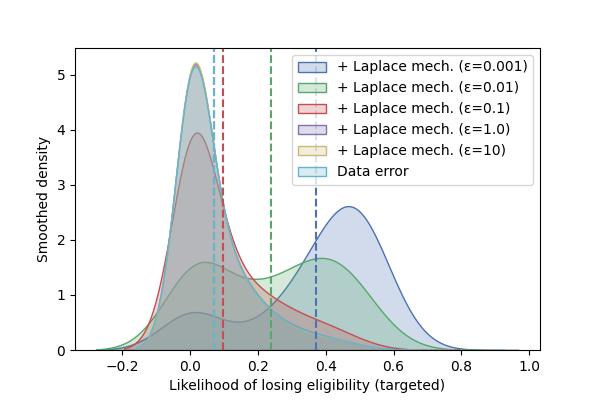 + Laplace mech. (ε=0.001)
+ Laplace mech. (ε=0.01)
+ Laplace mech. (ε=0.1)
+ Laplace mech. (ε=1.0)
+ Laplace mech. (ε=10)
Data error
Smoothed density
5
4
3
2
1
0
−0.2 0.0 0.2 0.4 0.6 0.8 1.0
Likelihood of losing eligibility (targeted)